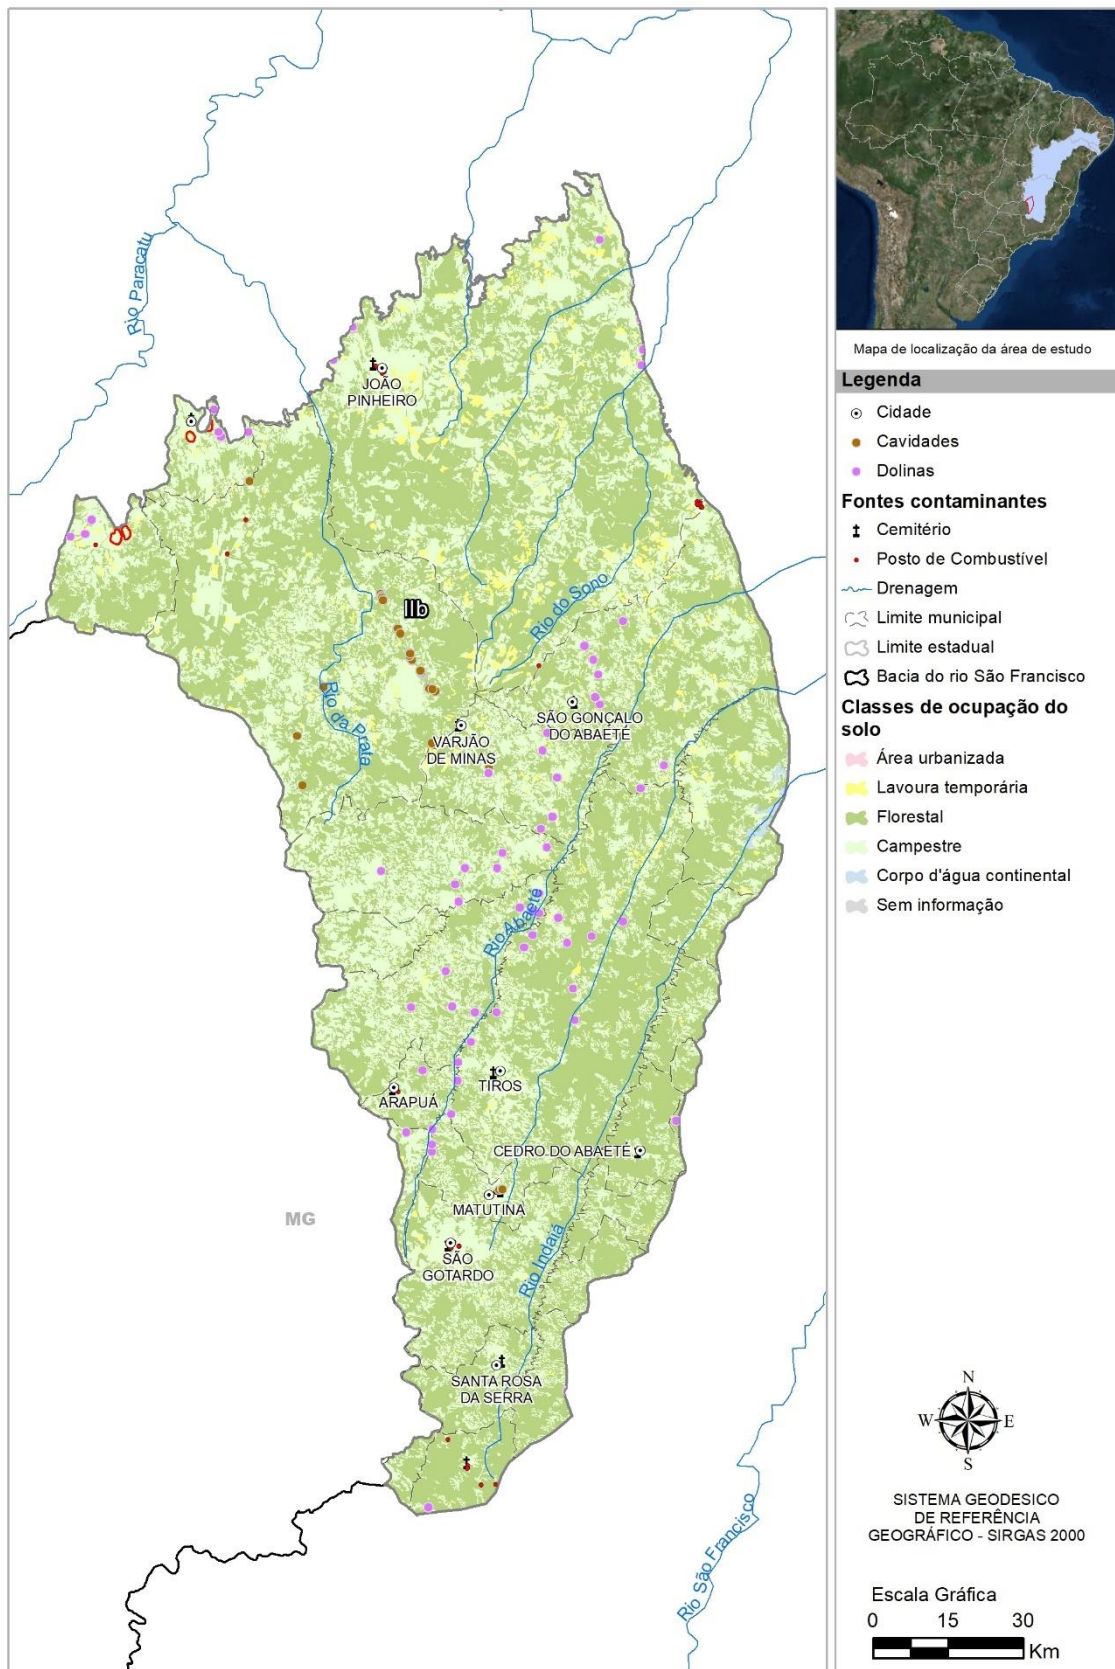 Rio Paracatu
JOÃO
PINHEIRO
IIb
Rio do Sono
Rio da Prata
SÃO GONÇALO
DO ABAETÉ
VARJÃO
DE MINAS
Rio Abaeté
TIROS
ARAPUÁ
CEDRO DO ABAETÉ
MATUTINA
MG
SÃO
GOTARDO
Rio Indaiá
SANTA ROSA
DA SERRA
Rio São Francisco
Mapa de localização da área de estudo
Legenda
Cidade
Cavidades
Dolinas
Fontes contaminantes
Cemitério
Posto de Combustível
Drenagem
Limite municipal
Limite estadual
Bacia do rio São Francisco
Classes de ocupação do
solo
Área urbanizada
Lavoura temporária
Florestal
Campestre
Corpo d'água continental
Sem informação
N
W E
S
SISTEMA GEODESICO
DE REFERÊNCIA
GEOGRÁFICO - SIRGAS 2000
Escala Gráfica
0 15 30
Km